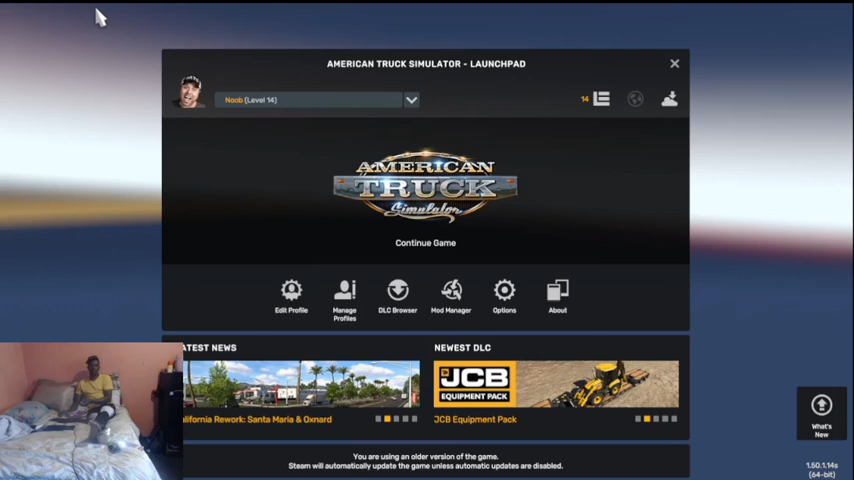 AMERICAN TRUCK SIMULATOR - LAUNCHPAD
Noob (Level 14)
14
AMERICAN
TRUCK
Simulator
Continue Game
Edit Profile
Manage
Profiles
DLC Browser
Mod Manager
Options
About
ATEST NEWS
NEWEST DLC
JCB
EQUIPMENT PACK
alifornia Rework: Santa Maria & Oxnard
JCB Equipment Pack
What's
New
You are using an older version of the game.
Steam will automatically update the game unless automatic updates are disabled.
1.50.1.14s
(64-bit)